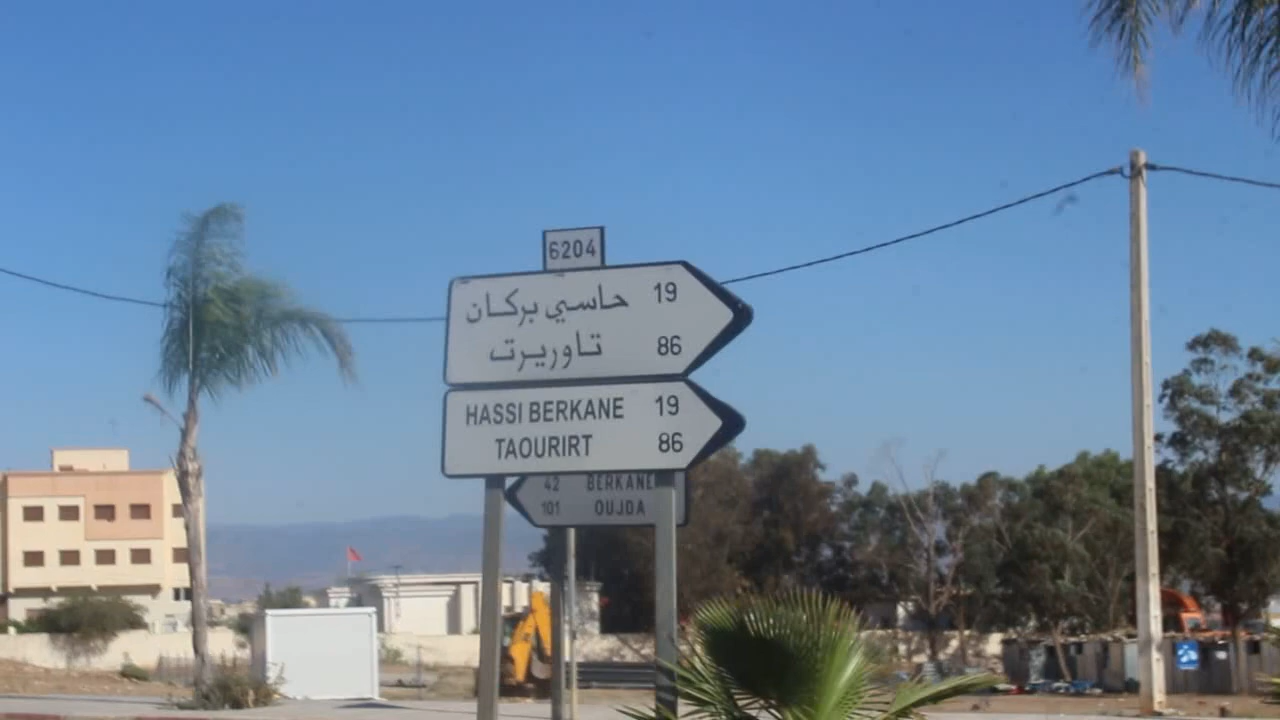 6204
حاسي بركان 19
تاوريرت 86
HASSI BERKANE 19
TAOURIRT 86
42 BERKANE
101 OUJDA